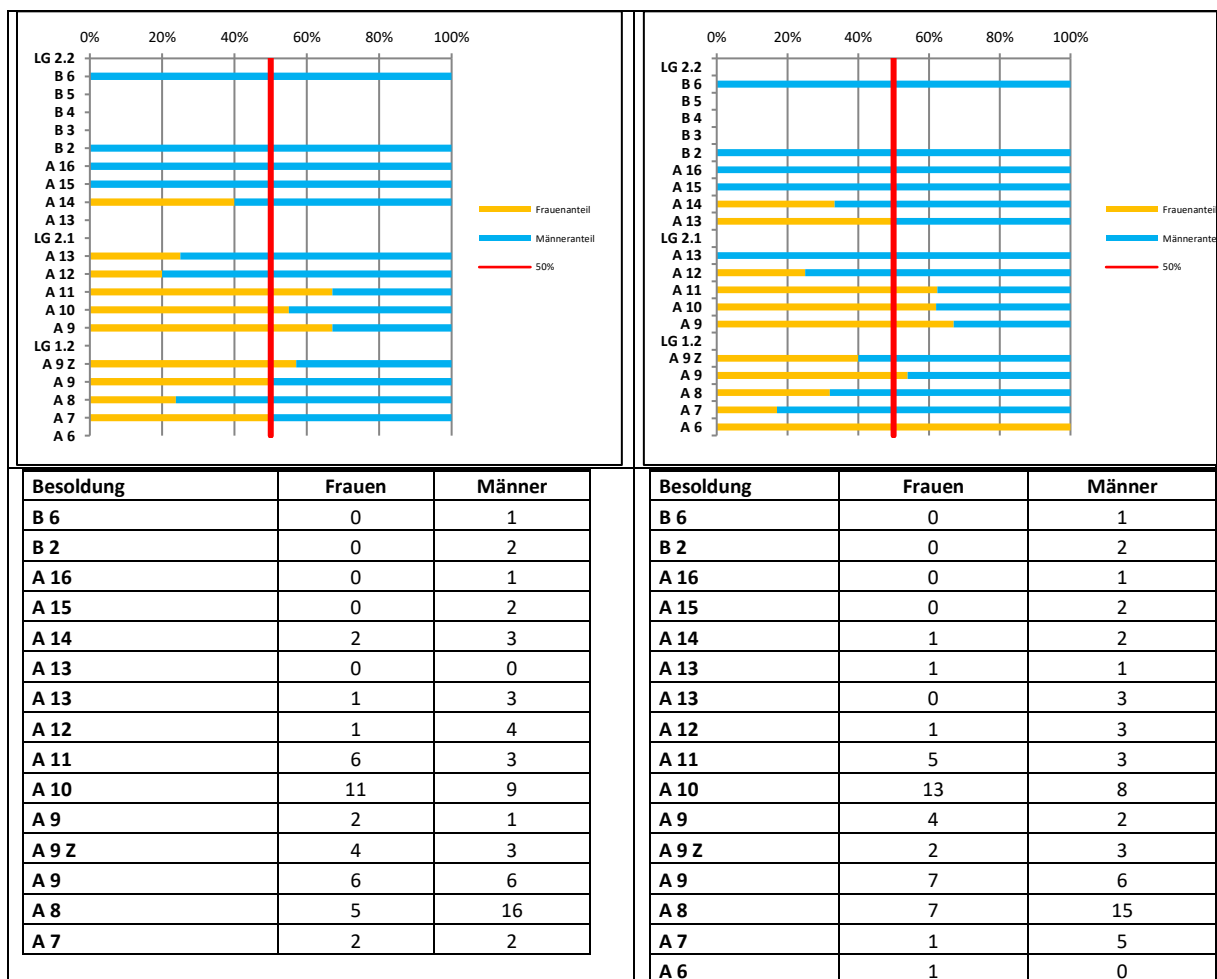 0% 20% 40% 60% 80% 100%
LG 2.2
B 6
B 5
B 4
B 3
B 2
A 16
A 15
A 14
A 13
LG 2.1
A 13
A 12
A 11
A 10
A 9
LG 1.2
A 9 Z
A 9
A 8
A 7
A 6
Frauenanteil
Männeranteil
50%
0% 20% 40% 60% 80% 100%
LG 2.2
B 6
B 5
B 4
B 3
B 2
A 16
A 15
A 14
A 13
LG 2.1
A 13
A 12
A 11
A 10
A 9
LG 1.2
A 9 Z
A 9
A 8
A 7
A 6
Frauenanteil
Männerante
50%
Besoldung Frauen Männer
B 6 0 1
B 2 0 2
A 16 0 1
A 15 0 2
A 14 2 3
A 13 0 0
A 13 1 3
A 12 1 4
A 11 6 3
A 10 11 9
A 9 2 1
A 9 Z 4 3
A 9 6 6
A 8 5 16
A 7 2 2
Besoldung Frauen Männer
B 6 0 1
B 2 0 2
A 16 0 1
A 15 0 2
A 14 1 2
A 13 1 1
A 13 0 3
A 12 1 3
A 11 5 3
A 10 13 8
A 9 4 2
A 9 Z 2 3
A 9 7 6
A 8 7 15
A 7 1 5
A 6 1 0